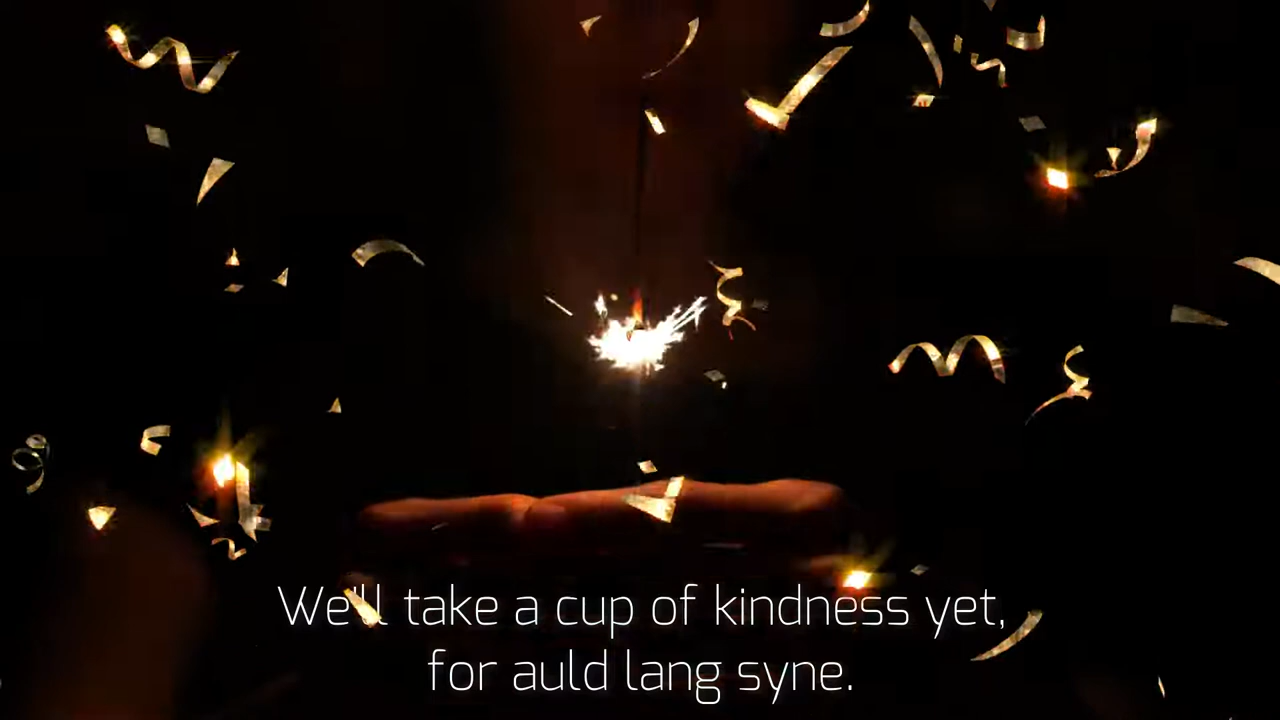 We'll take a cup of kindness yet,
for auld lang syne.